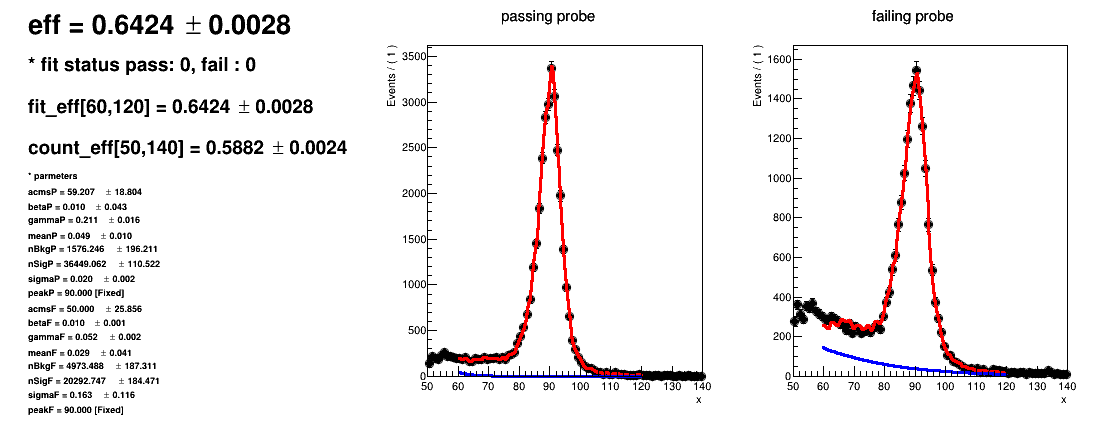 eff = 0.6424 ± 0.0028
* fit status pass: 0, fail : 0
fit_eff[60,120] = 0.6424 ± 0.0028
count_eff[50,140] = 0.5882 ± 0.0024
* parmeters
acmsP = 59.207 ± 18.804
betaP = 0.010 ± 0.043
gammaP = 0.211 ± 0.016
meanP = 0.049 ± 0.010
nBkgP = 1576.246 ± 196.211
nSigP = 36449.062 ± 110.522
sigmaP = 0.020 ± 0.002
peakP = 90.000 [Fixed]
acmsF = 50.000 ± 25.856
betaF = 0.010 ± 0.001
gammaF = 0.052 ± 0.002
meanF = 0.029 ± 0.041
nBkgF = 4973.488 ± 187.311
nSigF = 20292.747 ± 184.471
sigmaF = 0.163 ± 0.116
peakF = 90.000 [Fixed]
passing probe
Events / ( 1 )
3500
3000
2500
2000
1500
1000
500
0
50 60 70 80 90 100 110 120 130 140
x
failing probe
Events / ( 1 )
1600
1400
1200
1000
800
600
400
200
0
50 60 70 80 90 100 110 120 130 140
x